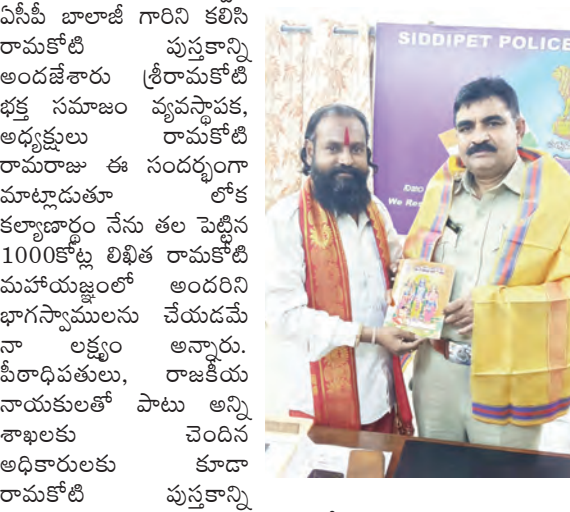 ఏసీపీ బాలాజీ గారిని కలిసి
రామకోటి పుస్తకాన్ని
అందజేశారు శ్రీరామకోటి
భక్త సమాజం వ్యవస్థాపక,
అధ్యక్షులు రామకోటి
రామరాజు ఈ సందర్భంగా
మాట్లాడుతూ లోక
కల్యాణార్థం నేను తల పెట్టిన
1000కోట్ల లిఖిత రామకోటి
మహాయజ్ఞంలో అందరిని
భాగస్వాములను చేయడమే
నా లక్ష్యం అన్నారు.
పీఠాధిపతులు, రాజకీయ
నాయకులతో పాటు అన్ని
శాఖలకు చెందిన
అధికారులకు కూడా
రామకోటి పుస్తకాన్ని
SIDDIPET POLICE
We